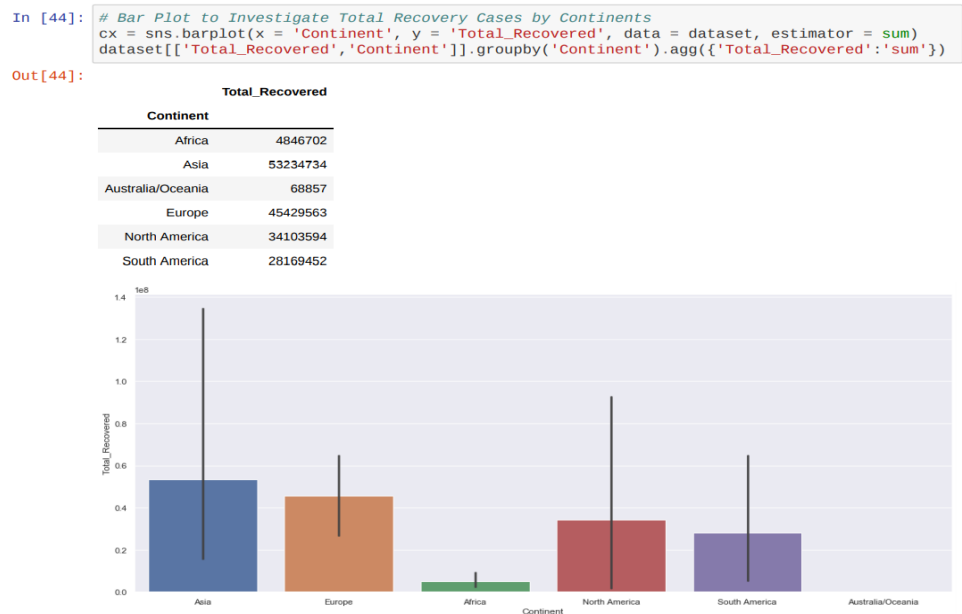 In [44]: # Bar Plot to Investigate Total Recovery Cases by Continents
cx = sns.barplot(x = 'Continent', y = 'Total_Recovered', data = dataset, estimator = sum)
dataset[['Total_Recovered','Continent']].groupby('Continent').agg({'Total_Recovered':'sum'})
Out[44]:
Total_Recovered
Continent
Africa 4846702
Asia 53234734
Australia/Oceania 68857
Europe 45429563
North America 34103594
South America 28169452
1e8
1.4
1.2
1.0
0.8
0.6
0.4
0.2
0.0
Total_Recovered
Asia Europe Africa North America South America Australia/Oceania
Continent